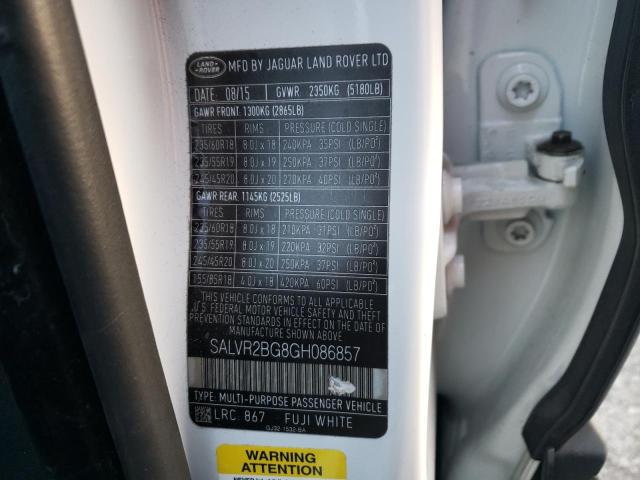 LAND ROVER
MFD BY JAGUAR LAND ROVER LTD
DATE 08/15 GVWR 2350KG (5180LB)
GAWR FRONT 1300KG (2865LB)
TIRES RIMS PRESSURE (COLD SINGLE)
235/60R18 8.0J x 18 240KPA 35PSI (LB/PO²)
235/55R19 8.0J x 19 250KPA 37PSI (LB/PO²)
245/45R20 8.0J x 20 270KPA 40PSI (LB/PO²)
GAWR REAR 1145KG (2525LB)
TIRES RIMS PRESSURE (COLD SINGLE)
235/60R18 8.0J x 18 210KPA 31PSI (LB/PO²)
235/55R19 8.0J x 19 220KPA 32PSI (LB/PO²)
245/45R20 8.0J x 20 250KPA 37PSI (LB/PO²)
155/85R18 4.0J x 18 420KPA 60PSI (LB/PO²)
THIS VEHICLE CONFORMS TO ALL APPLICABLE
U.S FEDERAL MOTOR VEHICLE SAFETY AND THEFT
PREVENTION STANDARDS IN EFFECT ON THE DATE OF
MANUFACTURE SHOWN ABOVE
SALVR2BG8GH086857
TYPE: MULTI-PURPOSE PASSENGER VEHICLE
LRC 867 FUJI WHITE
GJ32-1532-BA
WARNING
ATTENTION